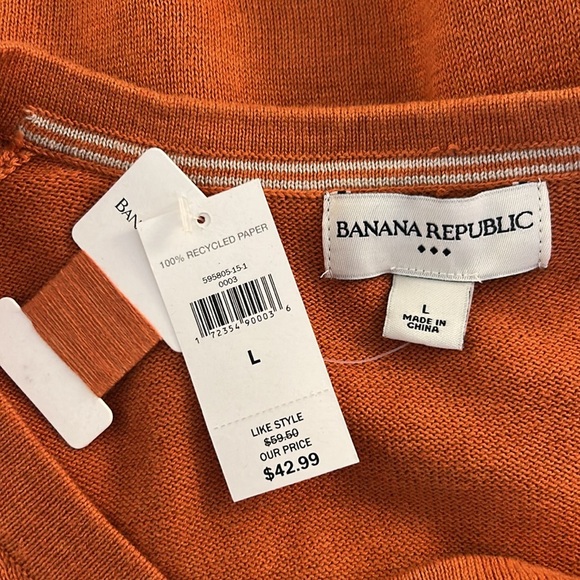 BAN
100% RECYCLED PAPER
595805-15-1
0003
1 72354 90003 6
L
LIKE STYLE
$59.50
OUR PRICE
$42.99
BANANA REPUBLIC
L
MADE IN
CHINA